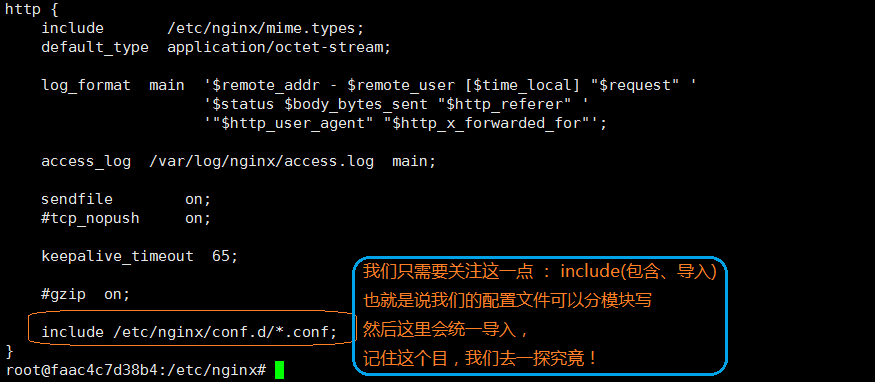 http {
    include       /etc/nginx/mime.types;
    default_type  application/octet-stream;
    log_format  main  '$remote_addr - $remote_user [$time_local] "$request" '
                      '$status $body_bytes_sent "$http_referer" '
                      '"$http_user_agent" "$http_x_forwarded_for"';
    access_log  /var/log/nginx/access.log  main;
    sendfile        on;
    #tcp_nopush     on;
    keepalive_timeout  65;
    #gzip  on;
    include /etc/nginx/conf.d/*.conf;
}
root@faac4c7d38b4:/etc/nginx#
我们只需要关注这一点 ： include(包含、导入)
也就是说我们的配置文件可以分模块写
然后这里会统一导入，
记住这个目，我们去一探究竟！